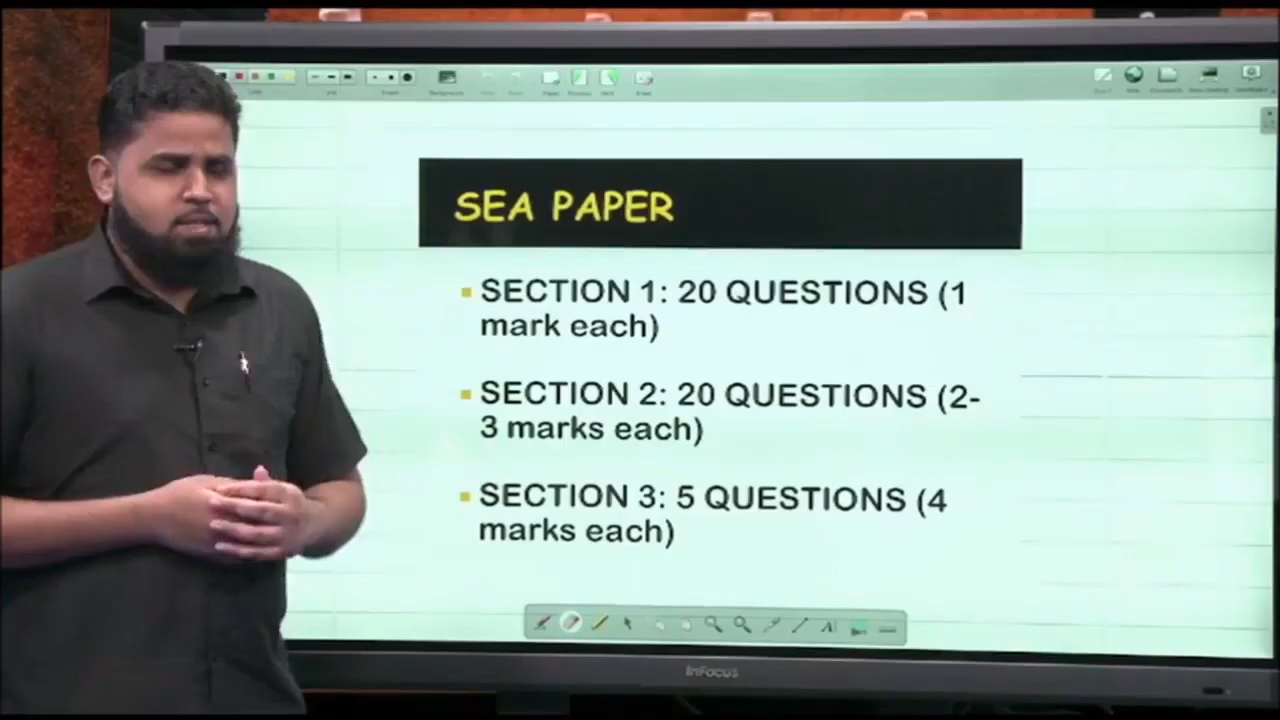 SEA PAPER
SECTION 1: 20 QUESTIONS (1
mark each)
SECTION 2: 20 QUESTIONS (2-
3 marks each)
SECTION 3: 5 QUESTIONS (4
marks each)
InFocus